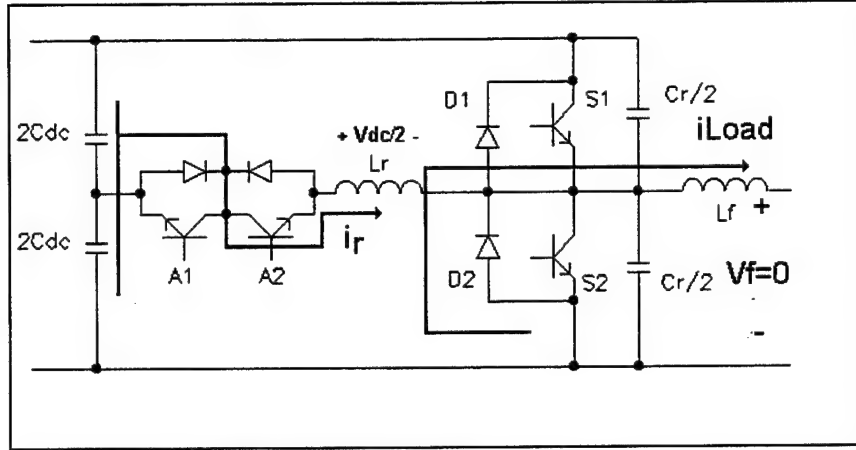 2Cdc
2Cdc
A1
A2
+ Vdc/2 -
Lr
ir
D1
S1
Cr/2
iLoad
D2
S2
Cr/2
Lf
+
Vf=0
-